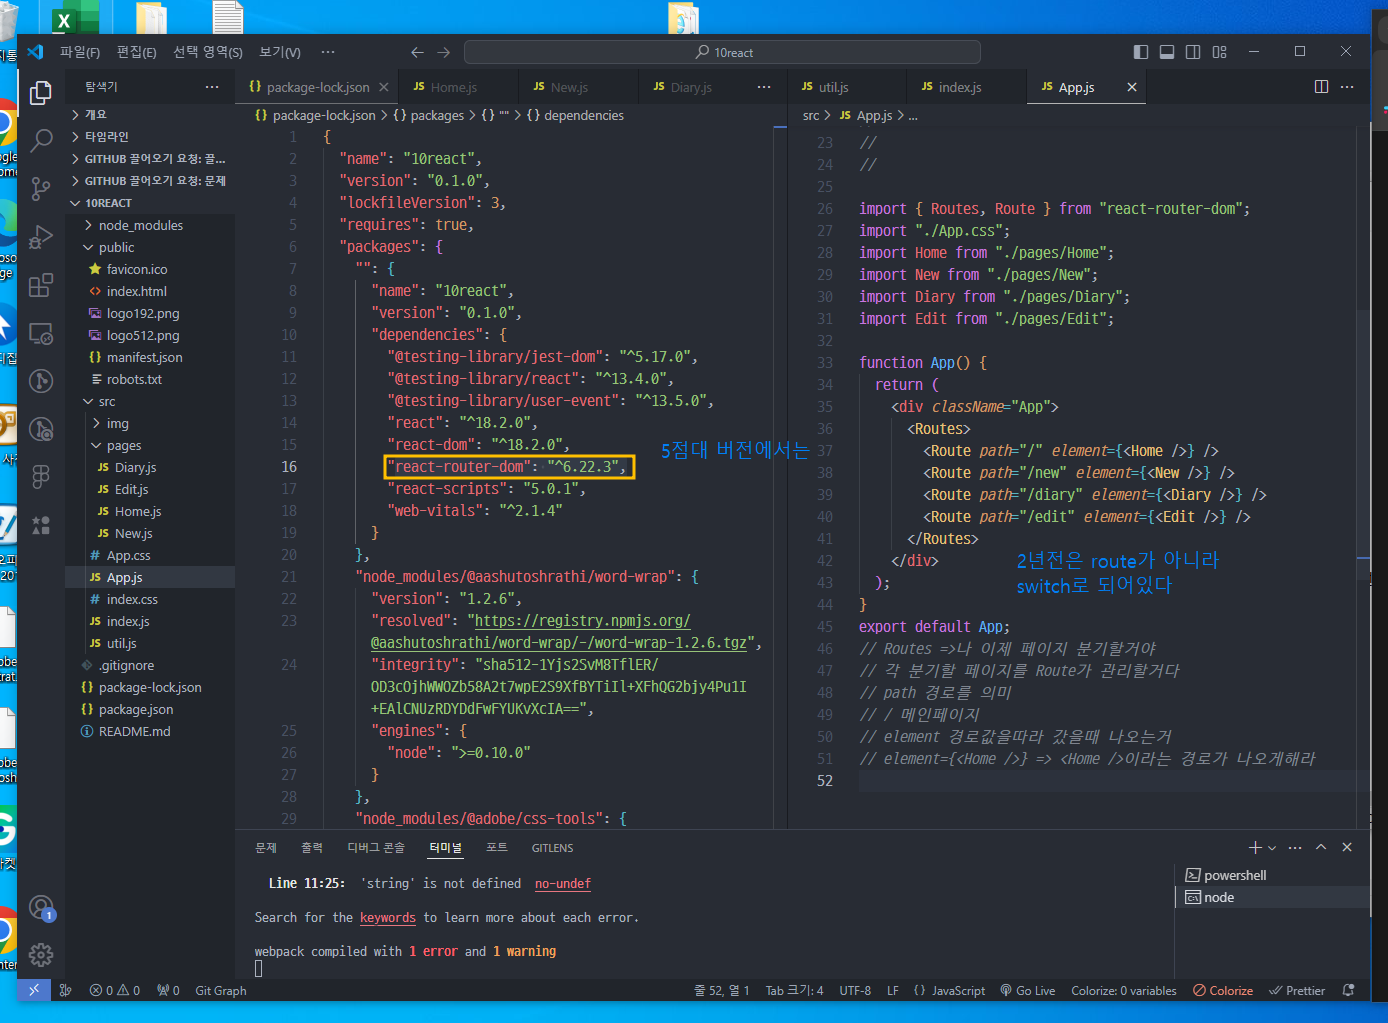 파일(F) 편집(E) 선택 영역(S) 보기(V) ···
10react
탐색기
개요
타임라인
GITHUB 끌어오기 요청: 끌...
GITHUB 끌어오기 요청: 문제
10REACT
node_modules
public
favicon.ico
index.html
logo192.png
logo512.png
manifest.json
robots.txt
src
img
pages
JS Diary.js
JS Edit.js
JS Home.js
JS New.js
# App.css
JS App.js
# index.css
JS index.js
JS util.js
.gitignore
{} package-lock.json
{} package.json
README.md
{} package-lock.json JS Home.js JS New.js JS Diary.js ···
{} package-lock.json > {} packages > {} "" > {} dependencies
1 {
2 "name": "10react",
3 "version": "0.1.0",
4 "lockfileVersion": 3,
5 "requires": true,
6 "packages": {
7 "": {
8 "name": "10react",
9 "version": "0.1.0",
10 "dependencies": {
11 "@testing-library/jest-dom": "^5.17.0",
12 "@testing-library/react": "^13.4.0",
13 "@testing-library/user-event": "^13.5.0",
14 "react": "^18.2.0",
15 "react-dom": "^18.2.0",
16 "react-router-dom": "^6.22.3",
17 "react-scripts": "5.0.1",
18 "web-vitals": "^2.1.4"
19 }
20 },
21 "node_modules/@aashutoshrathi/word-wrap": {
22 "version": "1.2.6",
23 "resolved": "https://registry.npmjs.org/
@aashutoshrathi/word-wrap/-/word-wrap-1.2.6.tgz",
24 "integrity": "sha512-1Yjs2SvM8TflER/
OD3cOjhWWOZb58A2t7wpE2S9XfBYTiIl+XFhQG2bjy4Pu1I
+EAlCNUzRDYDdFwFYUKvXcIA==",
25 "engines": {
26 "node": ">=0.10.0"
27 }
28 },
29 "node_modules/@adobe/css-tools": {
5점대 버전에서는
JS util.js JS index.js JS App.js
src > JS App.js > ...
23 //
24 //
25
26 import { Routes, Route } from "react-router-dom";
27 import "./App.css";
28 import Home from "./pages/Home";
29 import New from "./pages/New";
30 import Diary from "./pages/Diary";
31 import Edit from "./pages/Edit";
32
33 function App() {
34 return (
35 <div className="App">
36 <Routes>
37 <Route path="/" element={<Home />} />
38 <Route path="/new" element={<New />} />
39 <Route path="/diary" element={<Diary />} />
40 <Route path="/edit" element={<Edit />} />
41 </Routes>
42 </div>
43 );
44 }
45 export default App;
46 // Routes =>나 이제 페이지 분기할거야
47 // 각 분기할 페이지를 Route가 관리할거다
48 // path 경로를 의미
49 // / 메인페이지
50 // element 경로값을따라 갔을때 나오는거
51 // element={<Home />} => <Home />이라는 경로가 나오게해라
52
2년전은 route가 아니라
switch로 되어있다
문제 출력 디버그 콘솔 터미널 포트 GITLENS
Line 11:25: 'string' is not defined no-undef
Search for the keywords to learn more about each error.
webpack compiled with 1 error and 1 warning
powershell
node
1
0 0 0 Git Graph
줄 52, 열 1 Tab 크기: 4 UTF-8 LF {} JavaScript Go Live Colorize: 0 variables Colorize Prettier